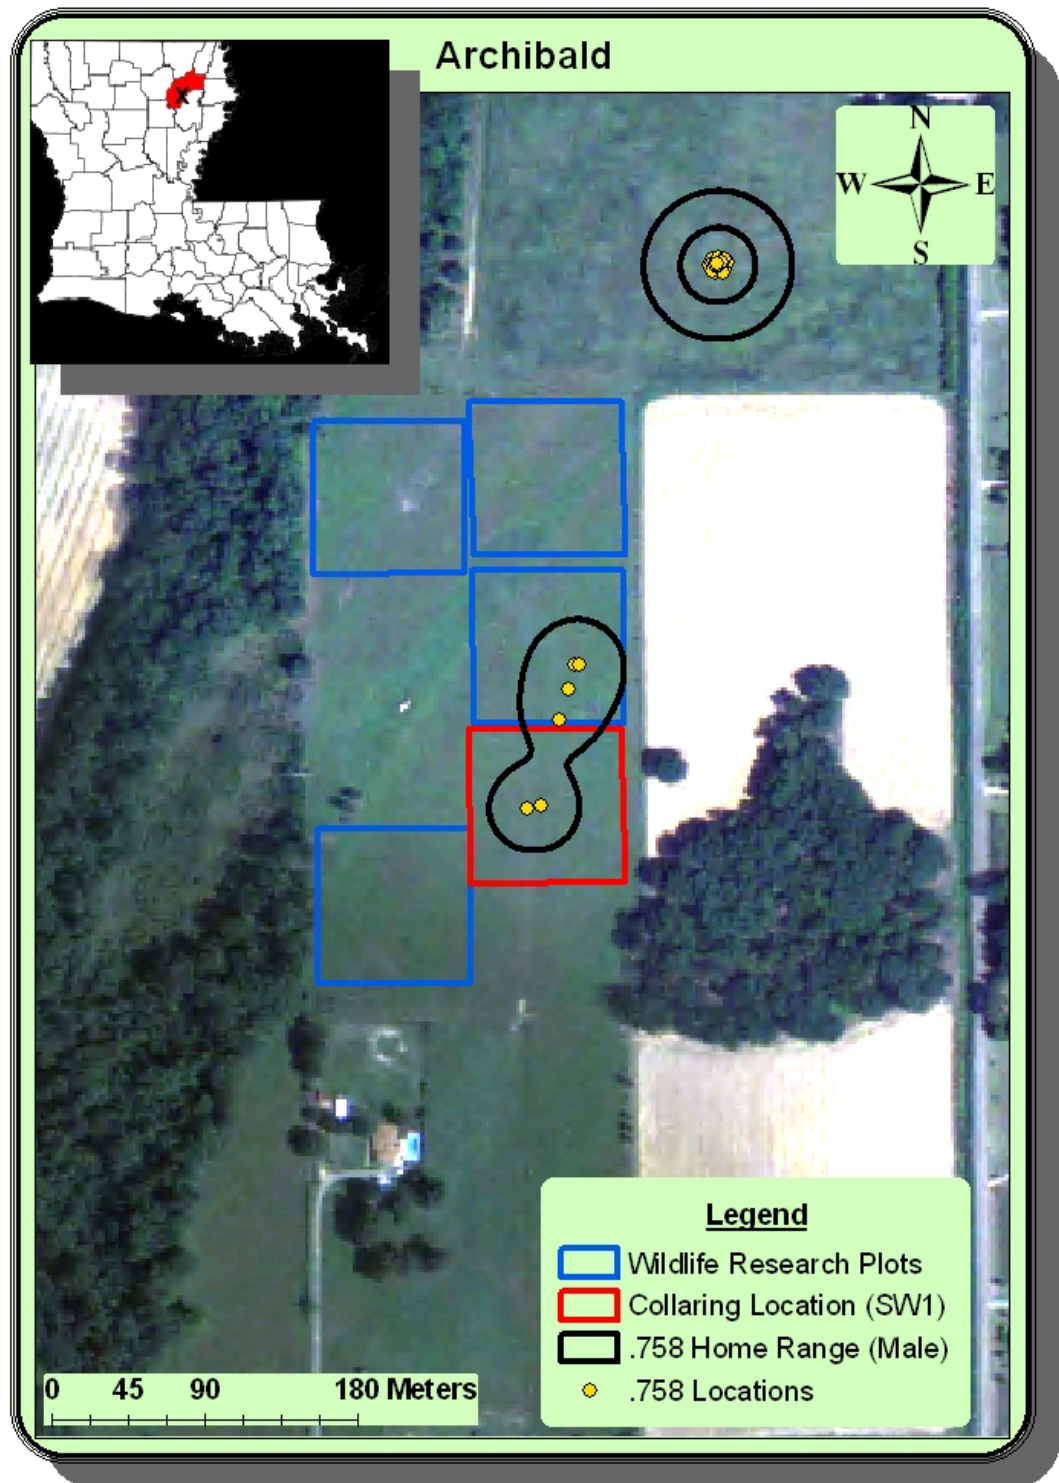 Archibald
X
N
W E
S
Legend
Wildlife Research Plots
Collaring Location (SW1)
.758 Home Range (Male)
.758 Locations
0 45 90 180 Meters